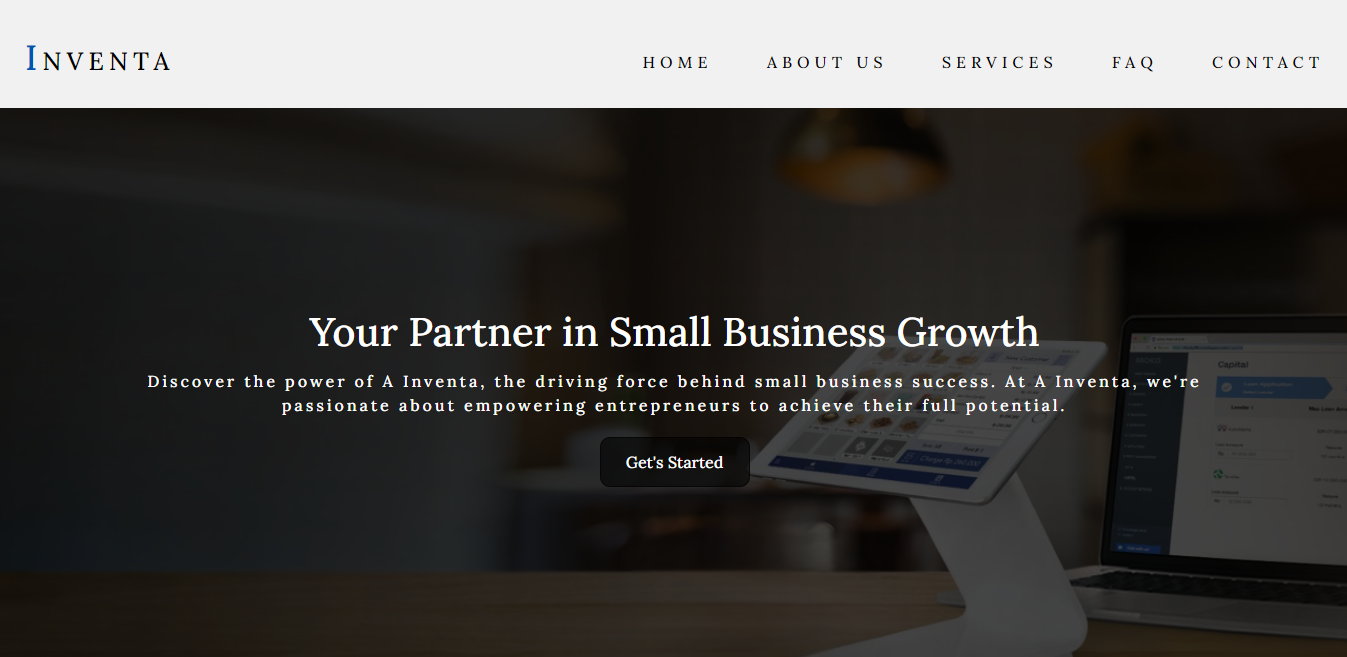 INVENTA
HOME ABOUT US SERVICES FAQ CONTACT
Your Partner in Small Business Growth
Discover the power of A Inventa, the driving force behind small business success. At A Inventa, we're
passionate about empowering entrepreneurs to achieve their full potential.
Get's Started
Capital